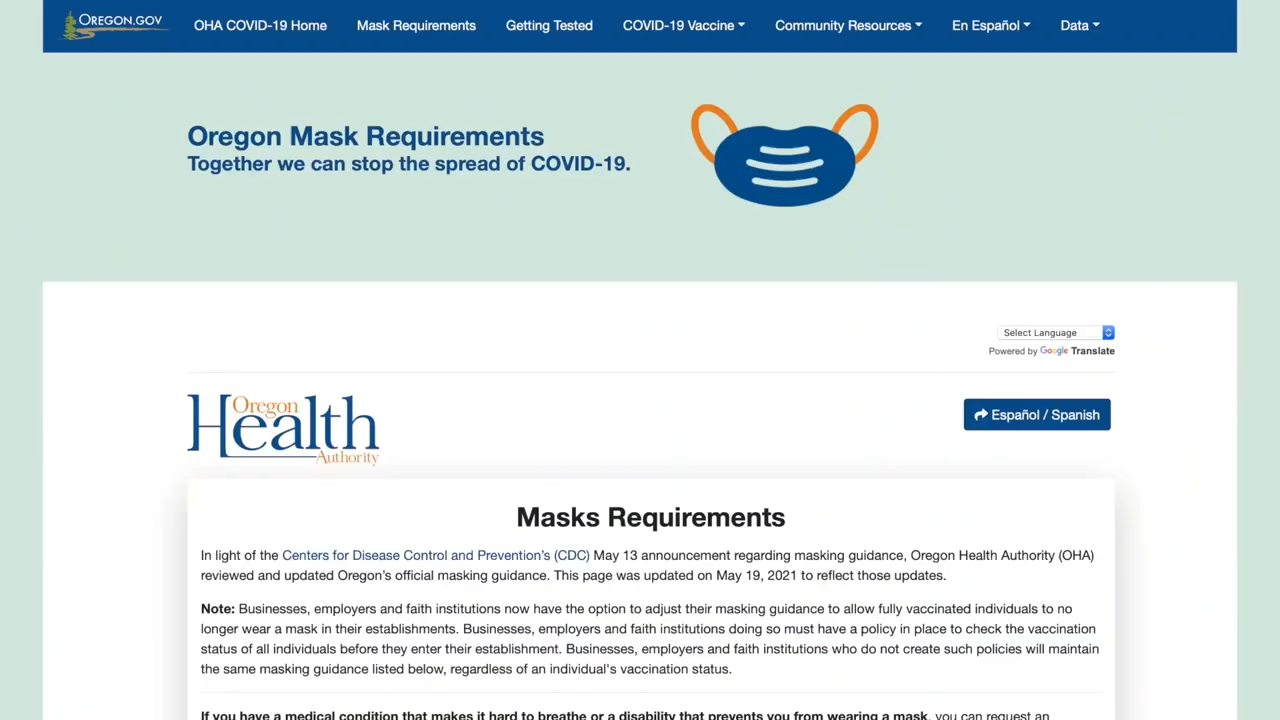 OREGON.GOV
OHA COVID-19 Home
Mask Requirements
Getting Tested
COVID-19 Vaccine
Community Resources
En Español
Data
Oregon Mask Requirements
Together we can stop the spread of COVID-19.
Select Language
Powered by Google Translate
Oregon
Health
Authority
Español / Spanish
Masks Requirements
In light of the Centers for Disease Control and Prevention's (CDC) May 13 announcement regarding masking guidance, Oregon Health Authority (OHA)
reviewed and updated Oregon's official masking guidance. This page was updated on May 19, 2021 to reflect those updates.
Note: Businesses, employers and faith institutions now have the option to adjust their masking guidance to allow fully vaccinated individuals to no
longer wear a mask in their establishments. Businesses, employers and faith institutions doing so must have a policy in place to check the vaccination
status of all individuals before they enter their establishment. Businesses, employers and faith institutions who do not create such policies will maintain
the same masking guidance listed below, regardless of an individual's vaccination status.
If you have a medical condition that makes it hard to breathe or a disability that prevents you from wearing a mask, you can request an